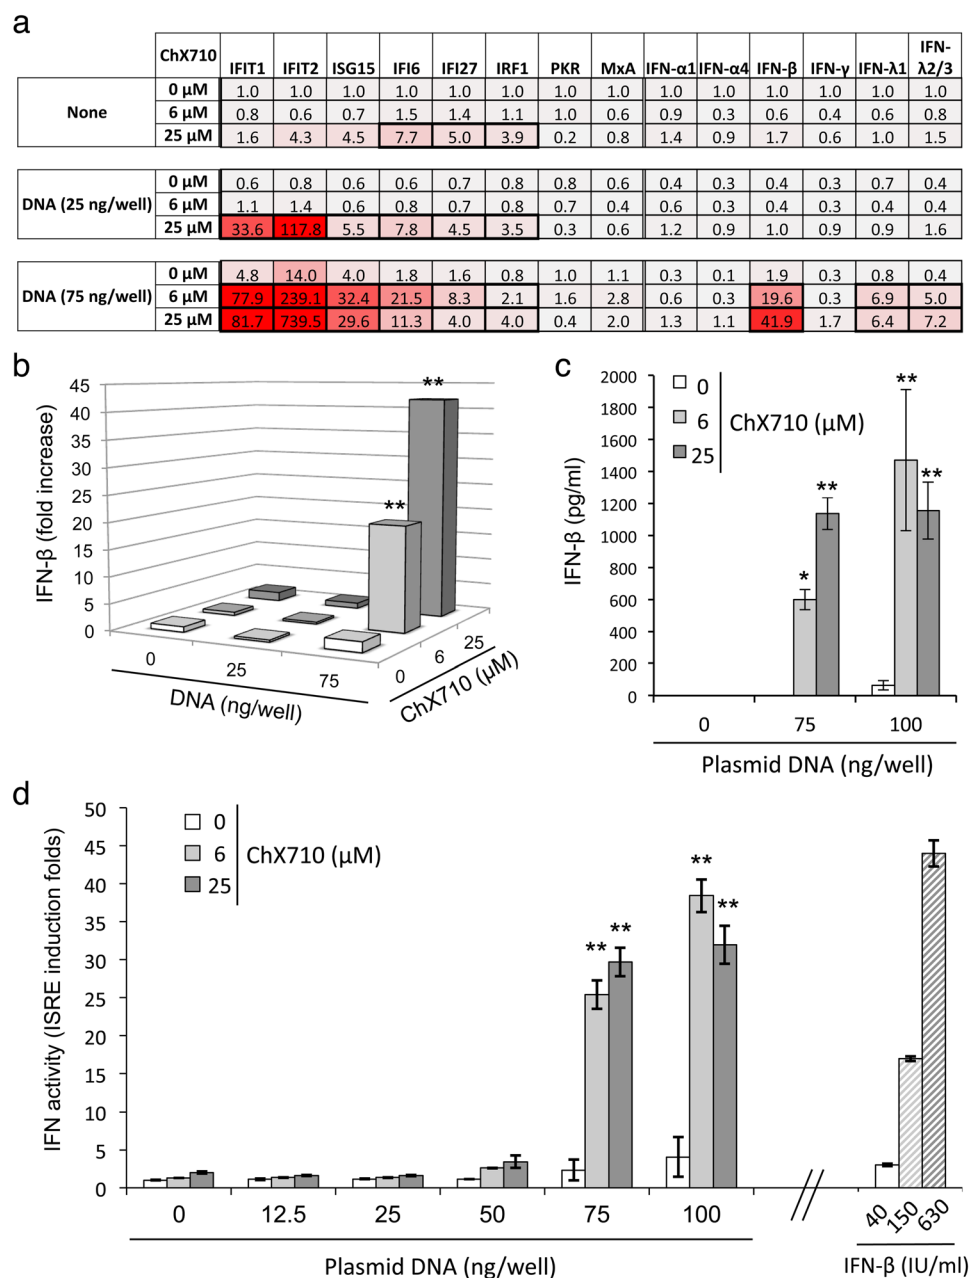 a
ChX710 IFIT1 IFIT2 ISG15 IFI6 IFI27 IRF1 PKR MxA IFN-α1 IFN-α4 IFN-β IFN-γ IFN-λ1 IFN-λ2/3
None
0 μM 1.0 1.0 1.0 1.0 1.0 1.0 1.0 1.0 1.0 1.0 1.0 1.0 1.0 1.0
6 μM 0.8 0.6 0.7 1.5 1.4 1.1 1.0 0.6 0.9 0.3 0.6 0.4 0.6 0.8
25 μM 1.6 4.3 4.5 7.7 5.0 3.9 0.2 0.8 1.4 0.9 1.7 0.6 1.0 1.5
DNA (25 ng/well)
0 μM 0.6 0.8 0.6 0.6 0.7 0.8 0.8 0.6 0.4 0.3 0.4 0.3 0.7 0.4
6 μM 1.1 1.4 0.6 0.8 0.7 0.8 0.7 0.4 0.6 0.3 0.4 0.3 0.4 0.4
25 μM 33.6 117.8 5.5 7.8 4.5 3.5 0.3 0.6 1.2 0.9 1.0 0.9 0.9 1.6
DNA (75 ng/well)
0 μM 4.8 14.0 4.0 1.8 1.6 0.8 1.0 1.1 0.3 0.1 1.9 0.3 0.8 0.4
6 μM 77.9 239.1 32.4 21.5 8.3 2.1 1.6 2.8 0.6 0.3 19.6 0.3 6.9 5.0
25 μM 81.7 739.5 29.6 11.3 4.0 4.0 0.4 2.0 1.3 1.1 41.9 1.7 6.4 7.2
b
IFN-β (fold increase)
45
40
35
30
25
20
15
10
5
0
**
**
0 25 75
DNA (ng/well)
0 6 25
ChX710 (μM)
c
IFN-β (pg/ml)
2000
1800
1600
1400
1200
1000
800
600
400
200
0
0
6
25
ChX710 (μM)
* ** ** **
0 75 100
Plasmid DNA (ng/well)
d
IFN activity (ISRE induction folds)
50
45
40
35
30
25
20
15
10
5
0
0
6
25
ChX710 (μM)
** ** ** **
0 12.5 25 50 75 100
Plasmid DNA (ng/well)
40 150 630
IFN-β (IU/ml)